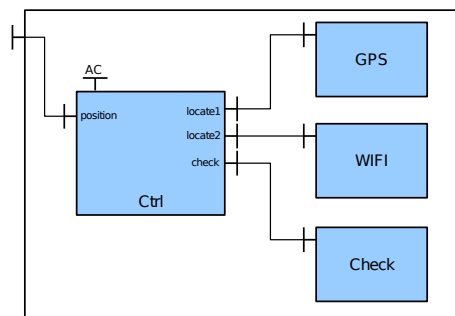 GPS
AC
position
locate1
locate2
check
WIFI
Ctrl
Check